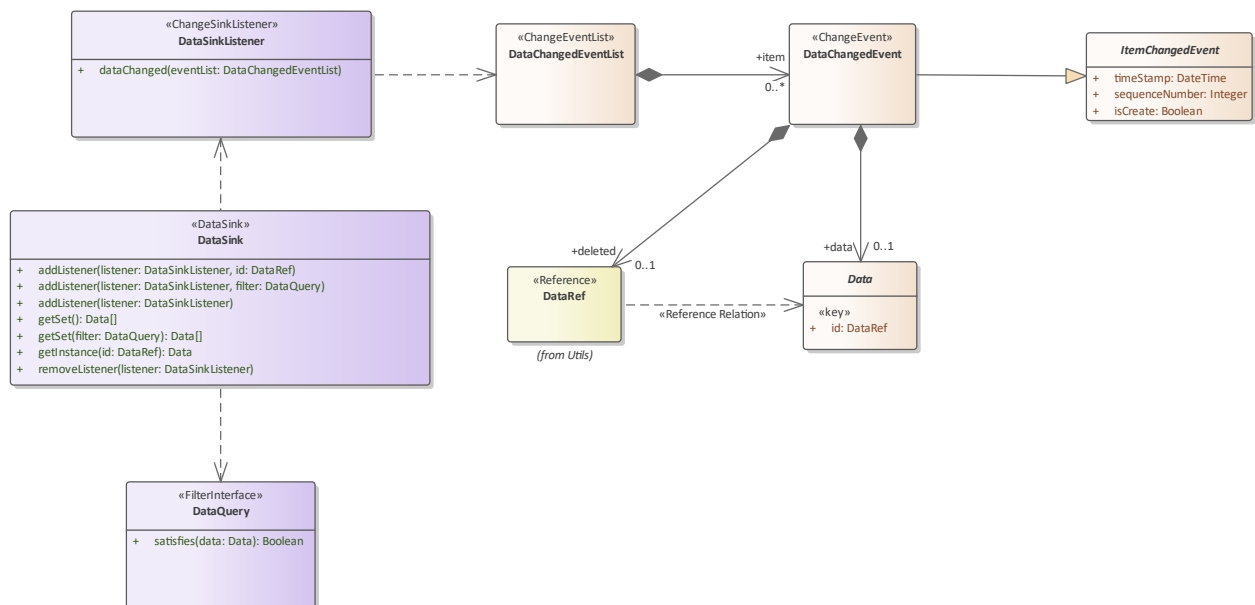 «ChangeSinkListener»
DataSinkListener
+ dataChanged(eventList: DataChangedEventList)
«ChangeEventList»
DataChangedEventList
+item
0..*
«ChangeEvent»
DataChangedEvent
ItemChangedEvent
+ timeStamp: DateTime
+ sequenceNumber: Integer
+ isCreate: Boolean
«DataSink»
DataSink
+ addListener(listener: DataSinkListener, id: DataRef)
+ addListener(listener: DataSinkListener, filter: DataQuery)
+ addListener(listener: DataSinkListener)
+ getSet(): Data[]
+ getSet(filter: DataQuery): Data[]
+ getInstance(id: DataRef): Data
+ removeListener(listener: DataSinkListener)
+deleted
0..1
+data
0..1
«Reference»
DataRef
(from Utils)
«Reference Relation»
Data
«key»
+ id: DataRef
«FilterInterface»
DataQuery
+ satisfies(data: Data): Boolean